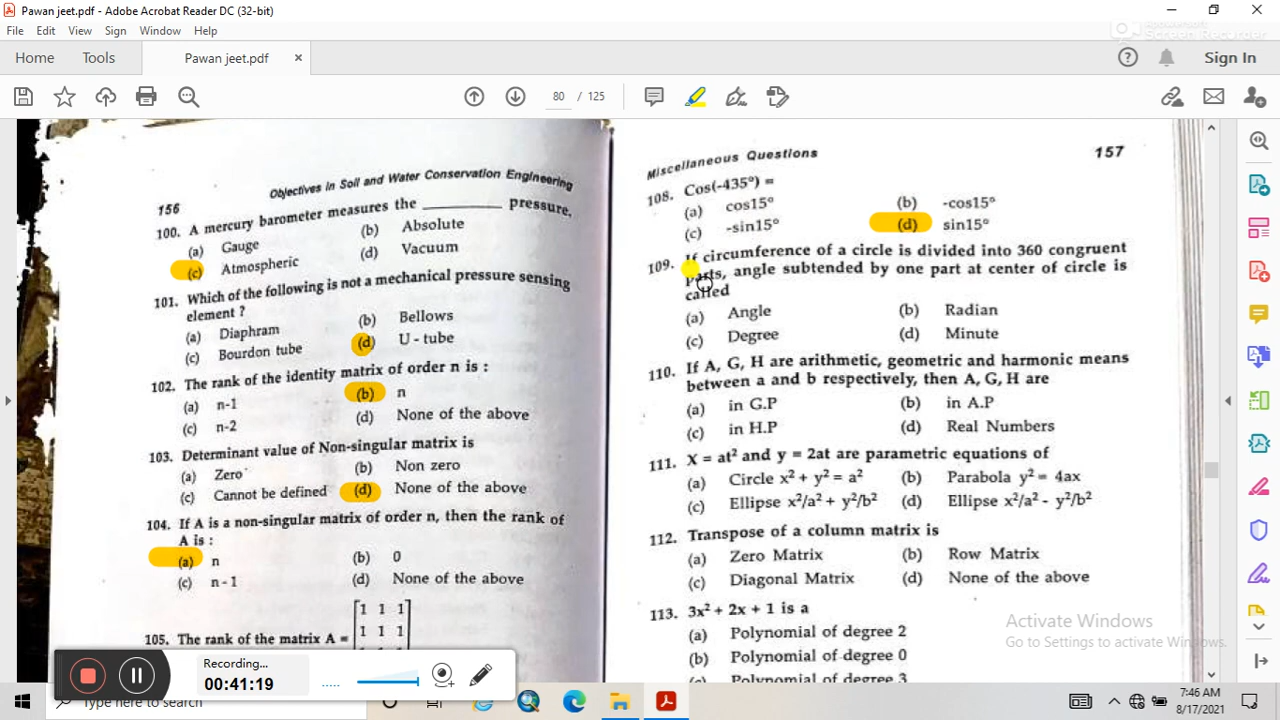 Pawan jeet.pdf - Adobe Acrobat Reader DC (32-bit)
File Edit View Sign Window Help
Screen Recorder
Home Tools Pawan jeet.pdf × Sign In
80 / 125
Objectives in Soil and Water Conservation Engineering
156
100. A mercury barometer measures the __________ pressure.
(a) Gauge (b) Absolute
(c) Atmospheric (d) Vacuum
101. Which of the following is not a mechanical pressure sensing
element ?
(a) Diaphram (b) Bellows
(c) Bourdon tube (d) U - tube
102. The rank of the identity matrix of order n is :
(a) n-1 (b) n
(c) n-2 (d) None of the above
103. Determinant value of Non-singular matrix is
(a) Zero (b) Non zero
(c) Cannot be defined (d) None of the above
104. If A is a non-singular matrix of order n, then the rank of
A is :
(a) n (b) 0
(c) n - 1 (d) None of the above
105. The rank of the matrix A = [1 1 1
1 1 1
Miscellaneous Questions 157
108. Cos(-435°) =
(a) cos15° (b) -cos15°
(c) -sin15° (d) sin15°
109. If circumference of a circle is divided into 360 congruent
parts, angle subtended by one part at center of circle is
called
(a) Angle (b) Radian
(c) Degree (d) Minute
110. If A, G, H are arithmetic, geometric and harmonic means
between a and b respectively, then A, G, H are
(a) in G.P (b) in A.P
(c) in H.P (d) Real Numbers
111. X = at² and y = 2at are parametric equations of
(a) Circle x² + y² = a² (b) Parabola y² = 4ax
(c) Ellipse x²/a² + y²/b² (d) Ellipse x²/a² - y²/b²
112. Transpose of a column matrix is
(a) Zero Matrix (b) Row Matrix
(c) Diagonal Matrix (d) None of the above
113. 3x² + 2x + 1 is a
(a) Polynomial of degree 2
(b) Polynomial of degree 0
(c) Polynomial of degree 3
Activate Windows
Go to Settings to activate Windows.
Recording...
00:41:19
Type here to search
7:46 AM
8/17/2021